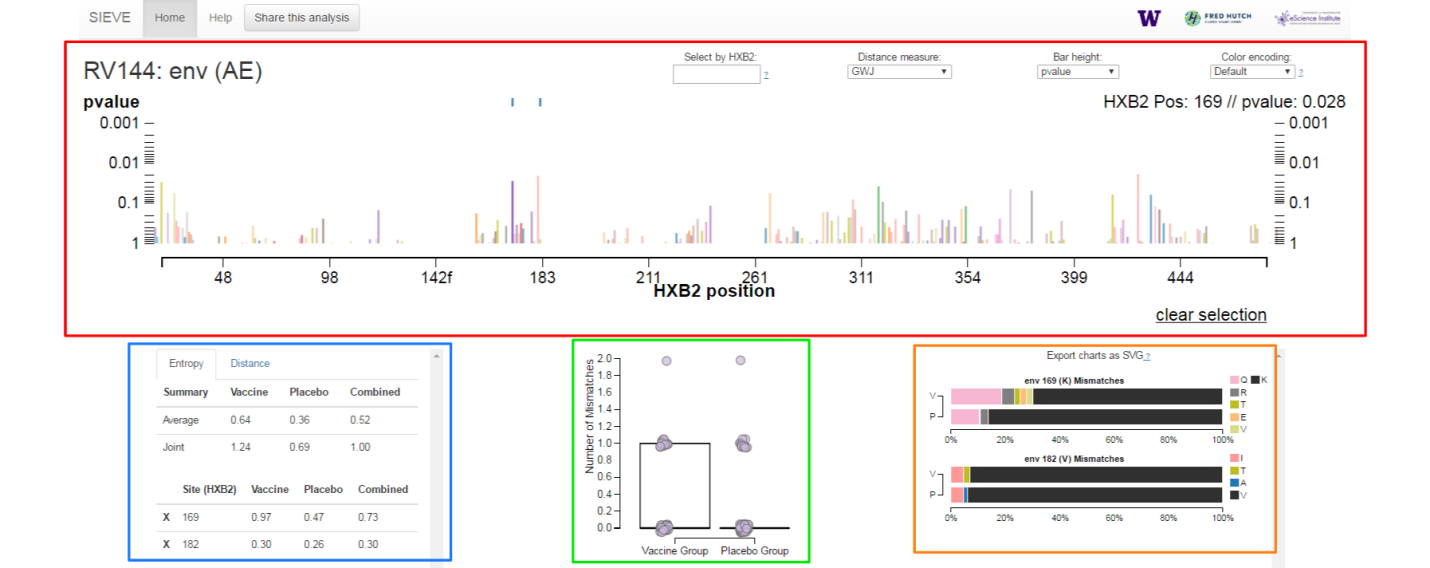 SIEVE Home Help Share this analysis W FRED HUTCH eScience Institute
RV144: env (AE)
Select by HXB2: ?
Distance measure: GWJ
Bar height: pvalue
Color encoding: Default ?
pvalue
HXB2 Pos: 169 // pvalue: 0.028
0.001 0.001
0.01 0.01
0.1 0.1
1 1
48 98 142f 183 211 261 311 354 399 444
HXB2 position
clear selection
Entropy Distance
Summary Vaccine Placebo Combined
Average 0.64 0.36 0.52
Joint 1.24 0.69 1.00
Site (HXB2) Vaccine Placebo Combined
X 169 0.97 0.47 0.73
X 182 0.30 0.26 0.30
Number of Mismatches
2.0
1.8
1.6
1.4
1.2
1.0
0.8
0.6
0.4
0.2
0.0
Vaccine Group Placebo Group
Export charts as SVG ?
env 169 (K) Mismatches
V
P
0% 20% 40% 60% 80% 100%
Q K
R
T
E
V
env 182 (V) Mismatches
V
P
0% 20% 40% 60% 80% 100%
I
T
A
V